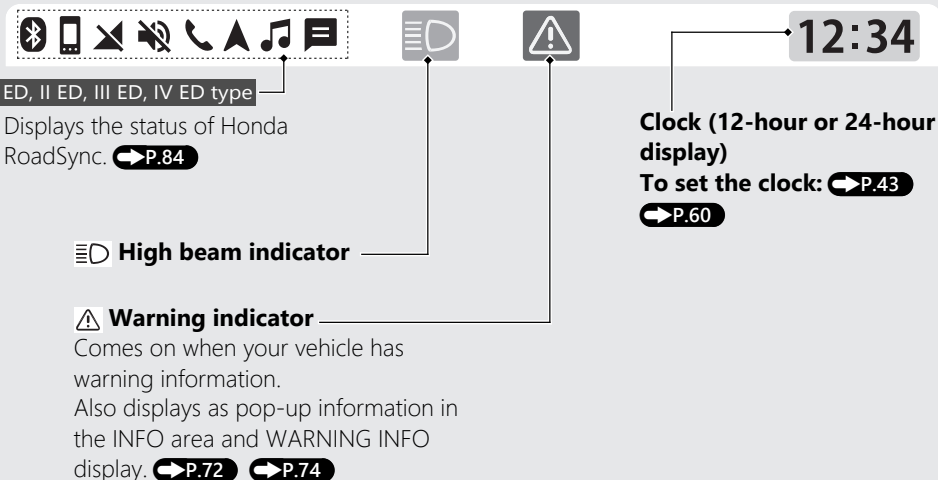 12:34
ED, II ED, III ED, IV ED type
Displays the status of Honda
RoadSync. P.84
Clock (12-hour or 24-hour
display)
To set the clock: P.43
P.60
High beam indicator
Warning indicator
Comes on when your vehicle has
warning information.
Also displays as pop-up information in
the INFO area and WARNING INFO
display. P.72 P.74